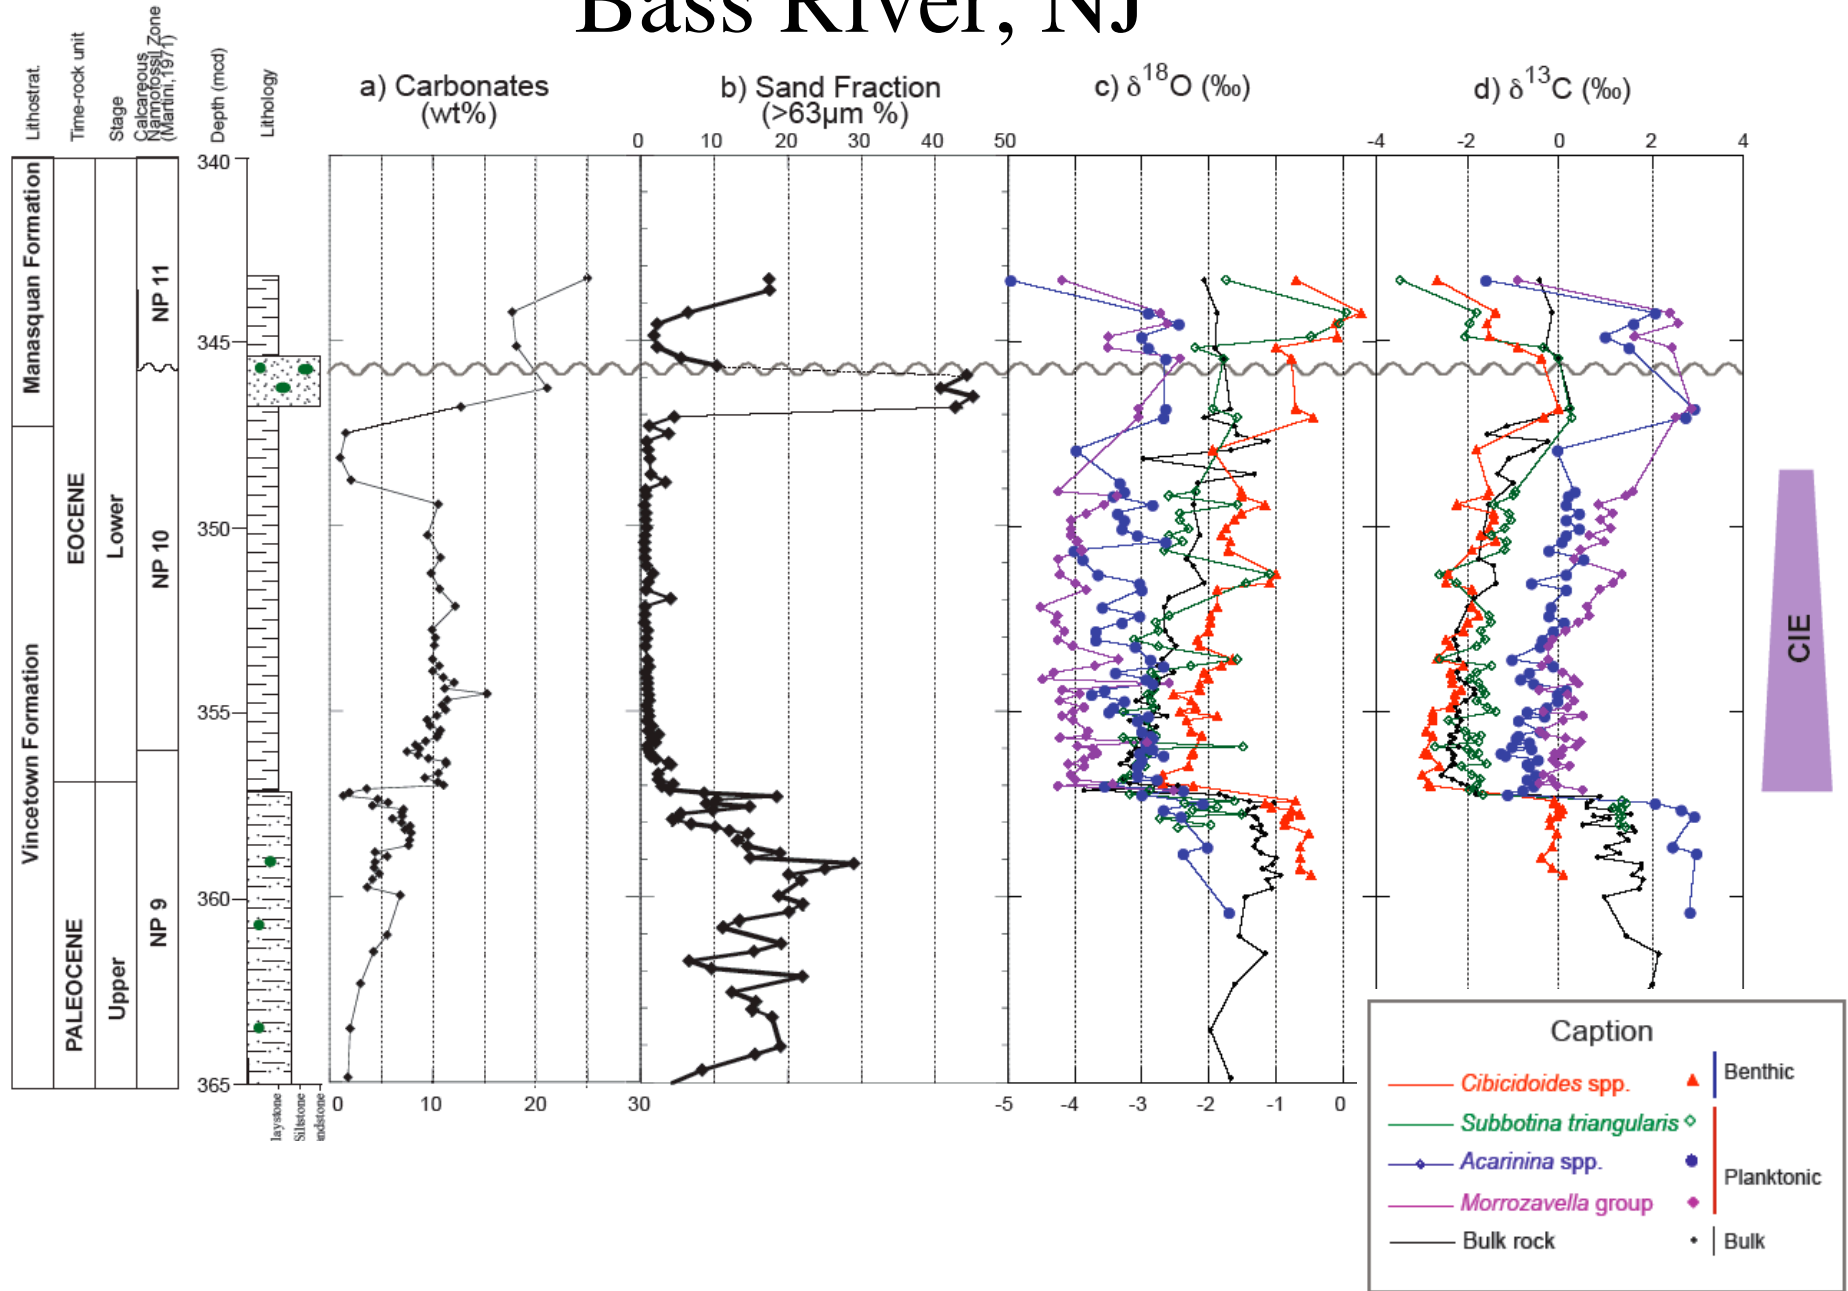 Bass River, NJ
Lithostrat.
Time-rock unit
Stage
Calcareous
Nannofossil Zone
(Martini,1971)
Depth (mcd)
Lithology
a) Carbonates
(wt%)
b) Sand Fraction
(>63µm %)
c) δ18O (‰)
d) δ13C (‰)
0 10 20 30 40 50
-4 -2 0 2 4
340
345
350
355
360
365
Manasquan Formation
Vincetown Formation
EOCENE
PALEOCENE
Lower
Upper
NP 11
NP 10
NP 9
CIE
laystone
Siltstone
ndstone
0 10 20 30
-5 -4 -3 -2 -1 0
Caption
Cibicidoides spp.
Benthic
Subbotina triangularis
Acarinina spp.
Planktonic
Morrozavella group
Bulk rock
Bulk